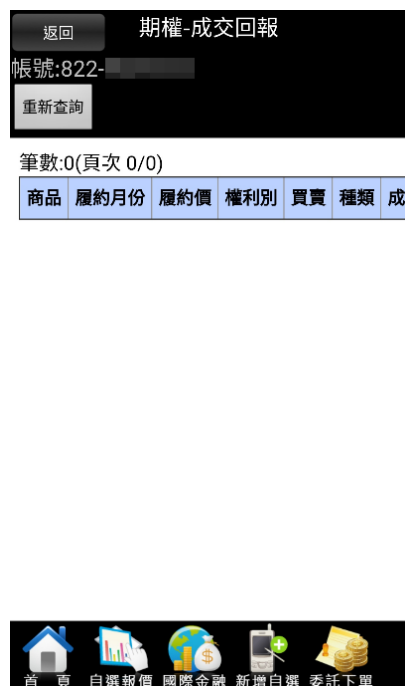 返回 期權-成交回報
帳號:822-
重新查詢
筆數:0(頁次 0/0)
商品 履約月份 履約價 權利別 買賣 種類 成
首 頁 自選報價 國際金融 新增自選 委託下單